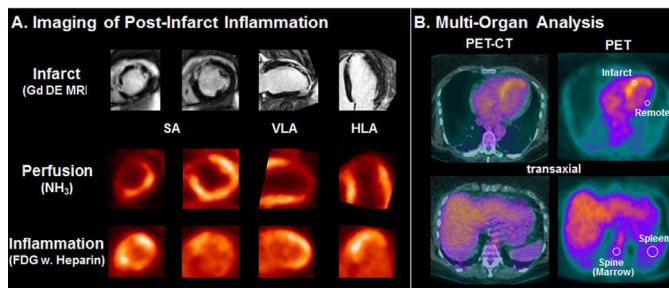 A. Imaging of Post-Infarct Inflammation
Infarct
(Gd DE MRI
SA
VLA
HLA
Perfusion
(NH3)
Inflammation
(FDG w. Heparin)
B. Multi-Organ Analysis
PET-CT
PET
Infarct
Remote
transaxial
Spleen
Spine
(Marrow)